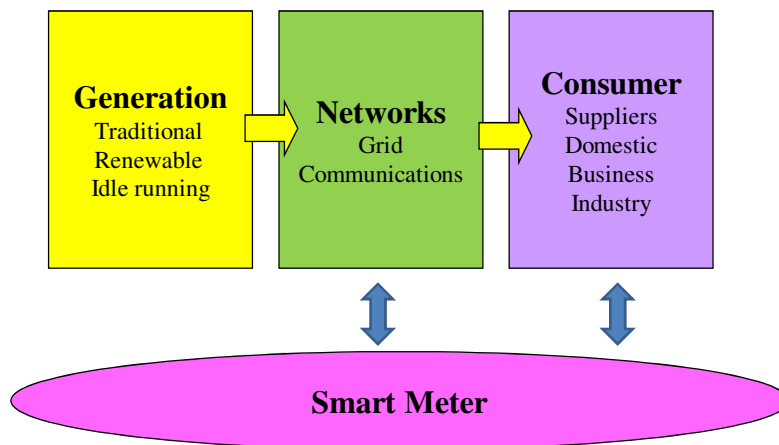 Generation
Traditional
Renewable
Idle running
Networks
Grid
Communications
Consumer
Suppliers
Domestic
Business
Industry
Smart Meter